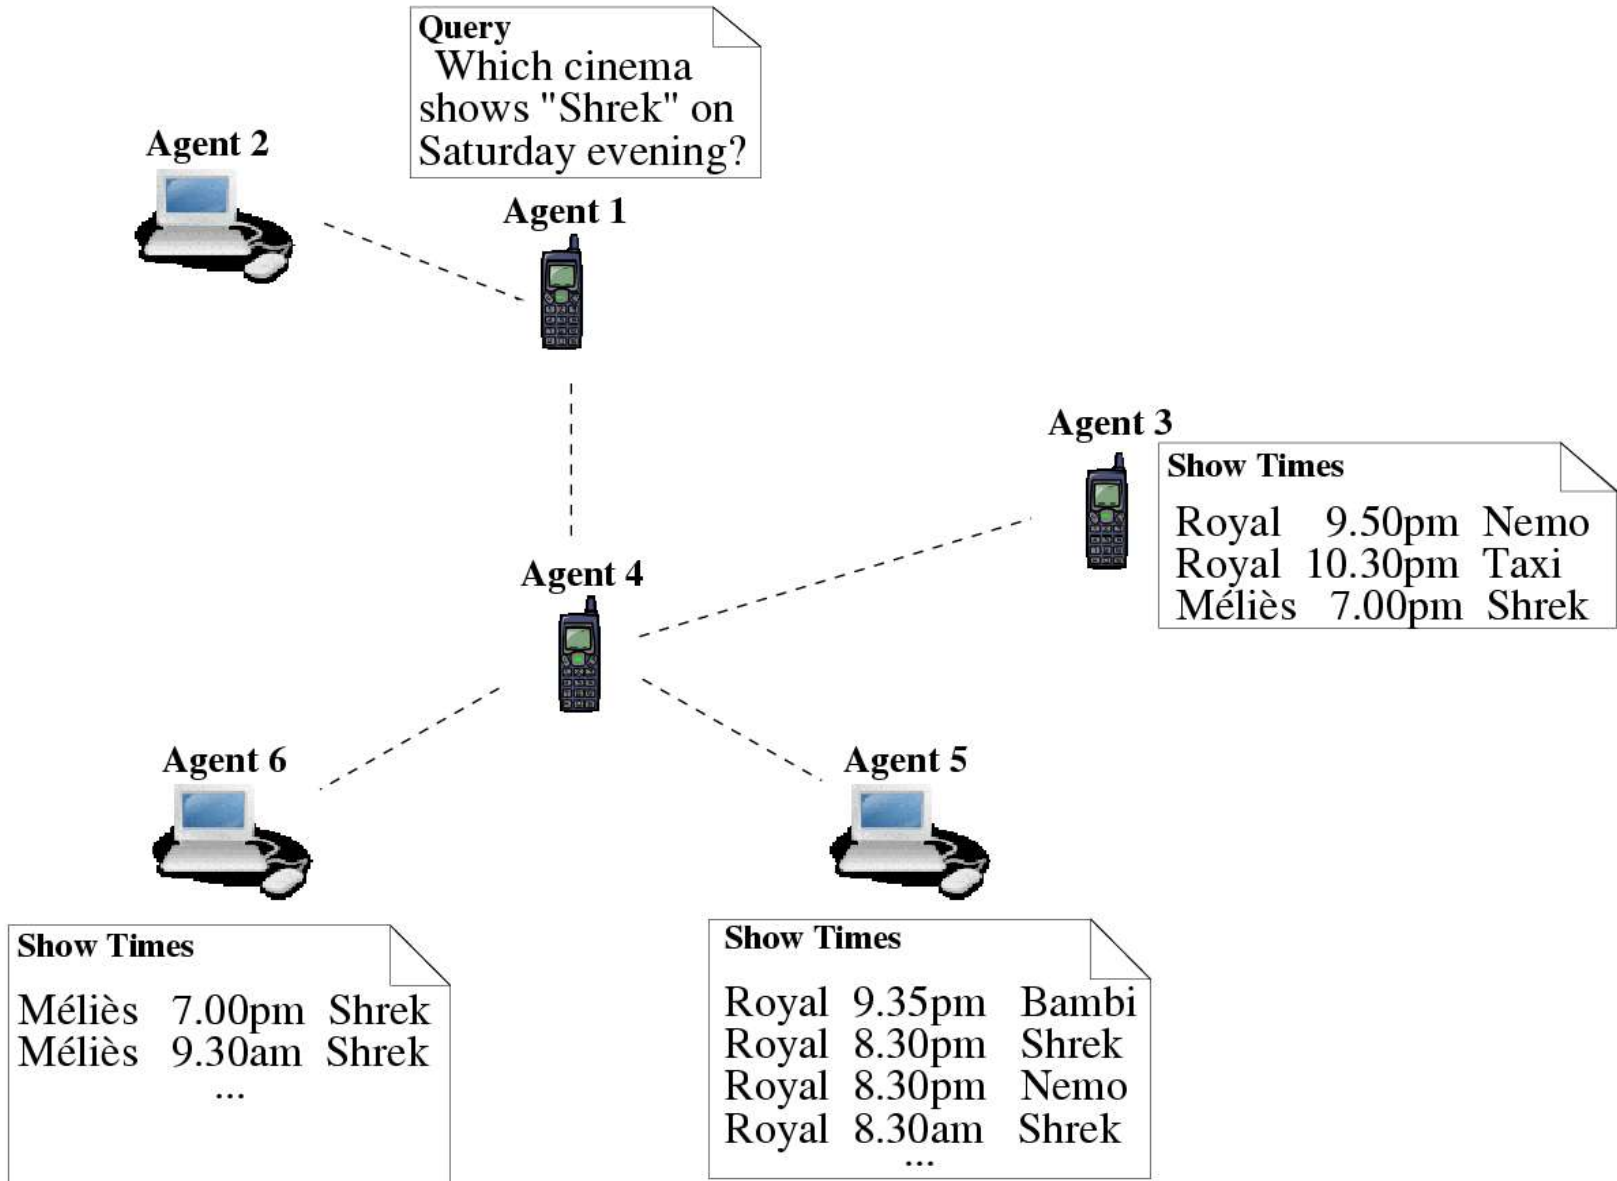 Query
Which cinema
shows "Shrek" on
Saturday evening?
Agent 2
Agent 1
Agent 3
Show Times
Royal 9.50pm Nemo
Royal 10.30pm Taxi
Méliès 7.00pm Shrek
Agent 4
Agent 6
Agent 5
Show Times
Méliès 7.00pm Shrek
Méliès 9.30am Shrek
...
Show Times
Royal 9.35pm Bambi
Royal 8.30pm Shrek
Royal 8.30pm Nemo
Royal 8.30am Shrek
...